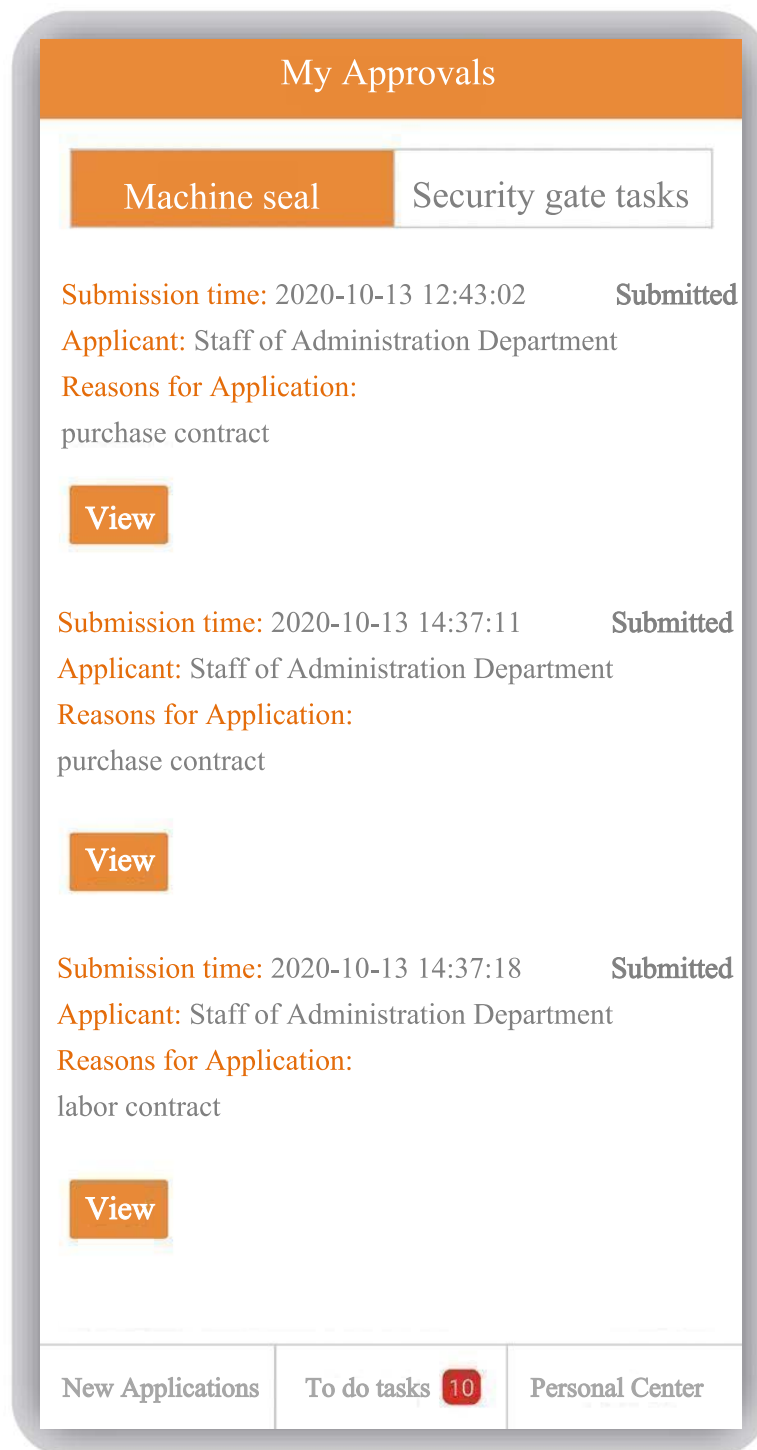 My Approvals
Machine seal
Security gate tasks
Submission time: 2020-10-13 12:43:02 Submitted
Applicant: Staff of Administration Department
Reasons for Application:
purchase contract
View
Submission time: 2020-10-13 14:37:11 Submitted
Applicant: Staff of Administration Department
Reasons for Application:
purchase contract
View
Submission time: 2020-10-13 14:37:18 Submitted
Applicant: Staff of Administration Department
Reasons for Application:
labor contract
View
New Applications
To do tasks 10
Personal Center